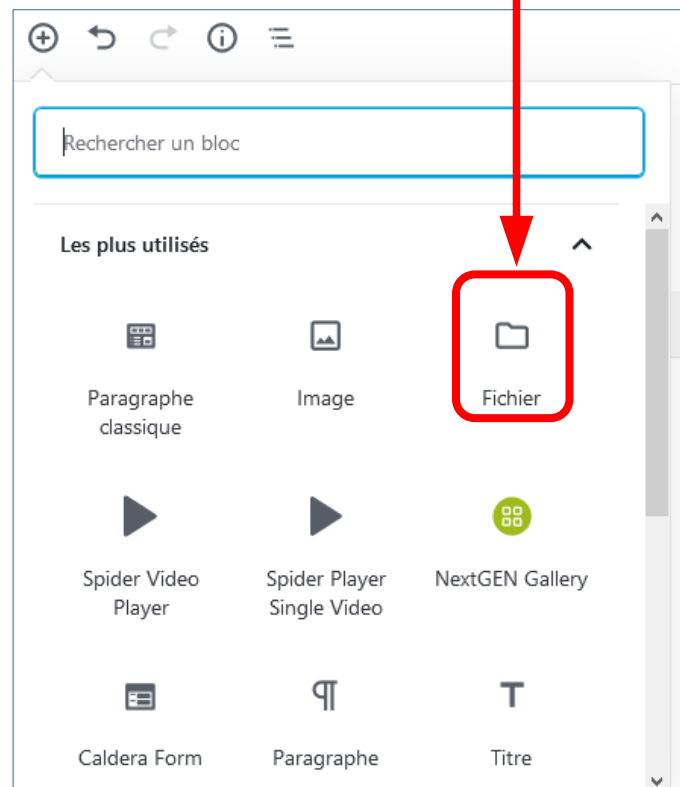 Rechercher un bloc
Les plus utilisés
Paragraphe
classique
Image
Fichier
Spider Video
Player
Spider Player
Single Video
NextGEN Gallery
Caldera Form
Paragraphe
Titre